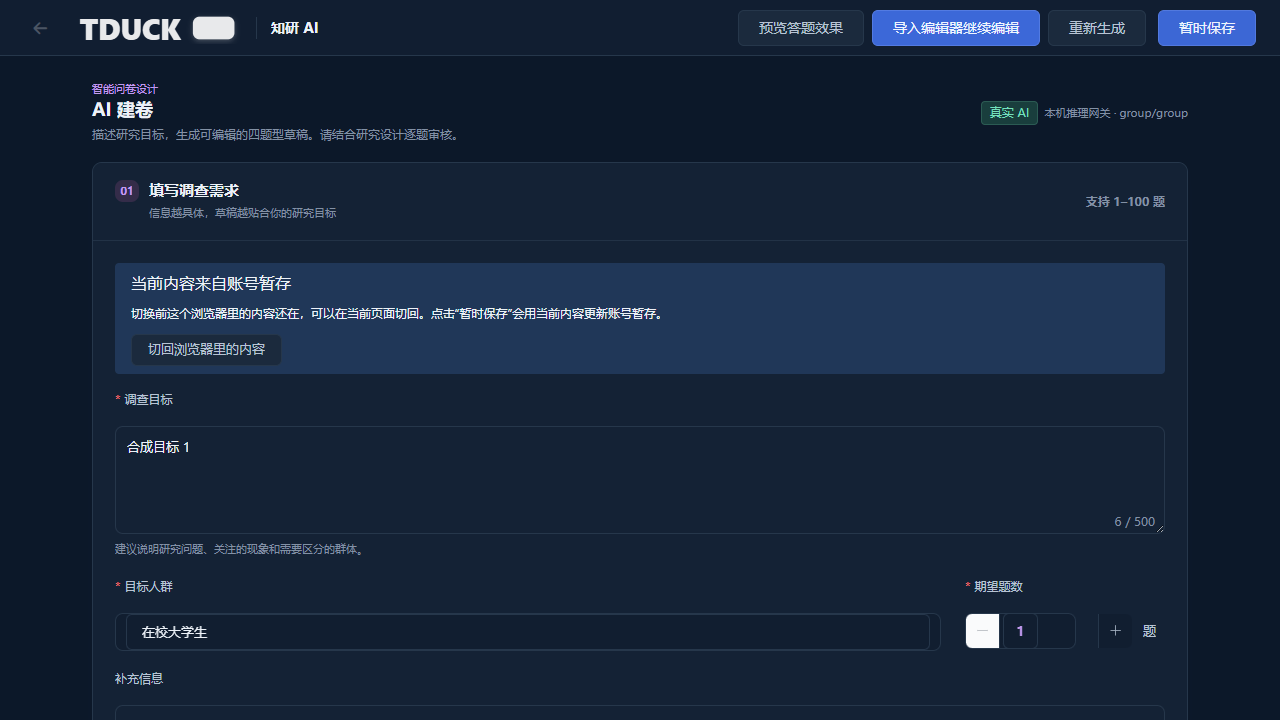 TDUCK
知研 AI
预览答题效果
导入编辑器继续编辑
重新生成
暂时保存
智能问卷设计
AI 建卷
描述研究目标，生成可编辑的四题型草稿。请结合研究设计逐题审核。
真实 AI
本机推理网关 · group/group
01
填写调查需求
信息越具体，草稿越贴合你的研究目标
支持 1–100 题
当前内容来自账号暂存
切换前这个浏览器里的内容还在，可以在当前页面切回。点击“暂时保存”会用当前内容更新账号暂存。
切回浏览器里的内容
* 调查目标
合成目标 1
6 / 500
建议说明研究问题、关注的现象和需要区分的群体。
* 目标人群
* 期望题数
在校大学生
1
题
补充信息